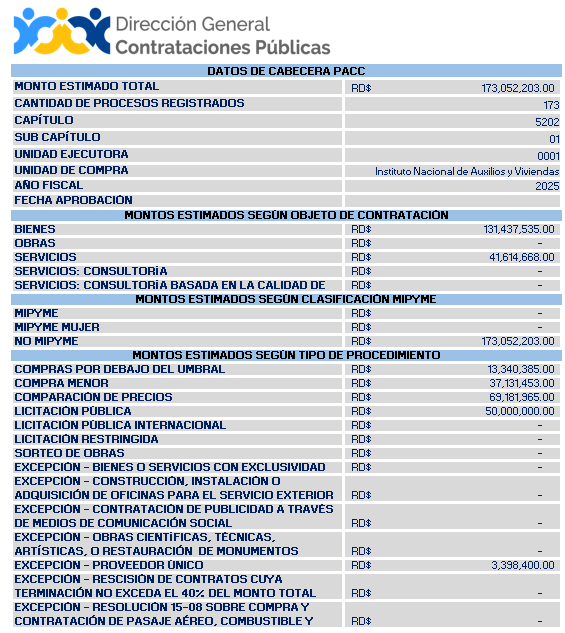 Dirección General
Contrataciones Públicas
DATOS DE CABECERA PACC
MONTO ESTIMADO TOTAL RD$ 173,052,203.00
CANTIDAD DE PROCESOS REGISTRADOS 173
CAPÍTULO 5202
SUB CAPÍTULO 01
UNIDAD EJECUTORA 0001
UNIDAD DE COMPRA Instituto Nacional de Auxilios y Viviendas
AÑO FISCAL 2025
FECHA APROBACIÓN
MONTOS ESTIMADOS SEGÚN OBJETO DE CONTRATACIÓN
BIENES RD$ 131,437,535.00
OBRAS RD$ -
SERVICIOS RD$ 41,614,668.00
SERVICIOS: CONSULTORÍA RD$ -
SERVICIOS: CONSULTORÍA BASADA EN LA CALIDAD DE RD$ -
MONTOS ESTIMADOS SEGÚN CLASIFICACIÓN MIPYME
MIPYME RD$ -
MIPYME MUJER RD$ -
NO MIPYME RD$ 173,052,203.00
MONTOS ESTIMADOS SEGÚN TIPO DE PROCEDIMIENTO
COMPRAS POR DEBAJO DEL UMBRAL RD$ 13,340,385.00
COMPRA MENOR RD$ 37,131,453.00
COMPARACIÓN DE PRECIOS RD$ 69,181,965.00
LICITACIÓN PÚBLICA RD$ 50,000,000.00
LICITACIÓN PÚBLICA INTERNACIONAL RD$ -
LICITACIÓN RESTRINGIDA RD$ -
SORTEO DE OBRAS RD$ -
EXCEPCIÓN - BIENES O SERVICIOS CON EXCLUSIVIDAD RD$ -
EXCEPCIÓN - CONSTRUCCIÓN, INSTALACIÓN O
ADQUISICIÓN DE OFICINAS PARA EL SERVICIO EXTERIOR RD$ -
EXCEPCIÓN - CONTRATACIÓN DE PUBLICIDAD A TRAVÉS
DE MEDIOS DE COMUNICACIÓN SOCIAL RD$ -
EXCEPCIÓN - OBRAS CIENTÍFICAS, TÉCNICAS,
ARTÍSTICAS, O RESTAURACIÓN DE MONUMENTOS RD$ -
EXCEPCIÓN - PROVEEDOR ÚNICO RD$ 3,398,400.00
EXCEPCIÓN - RESCISIÓN DE CONTRATOS CUYA
TERMINACIÓN NO EXCEDA EL 40% DEL MONTO TOTAL RD$ -
EXCEPCIÓN - RESOLUCIÓN 15-08 SOBRE COMPRA Y
CONTRATACIÓN DE PASAJE AÉREO, COMBUSTIBLE Y RD$ -